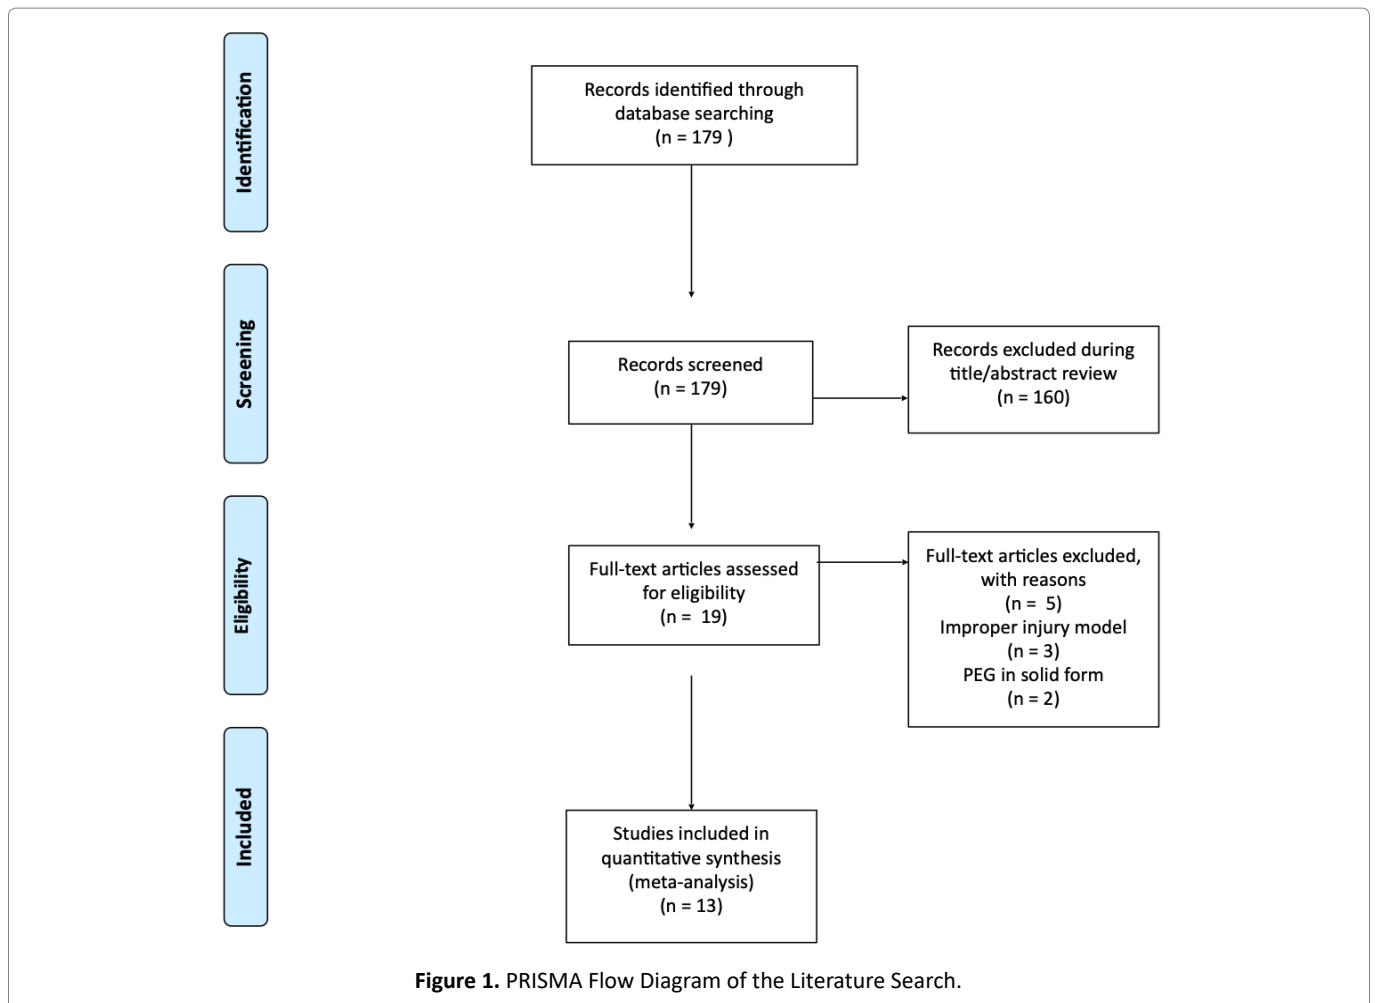 Identification
Records identified through
database searching
(n = 179 )
Screening
Records screened
(n = 179)
Records excluded during
title/abstract review
(n = 160)
Eligibility
Full-text articles assessed
for eligibility
(n =  19)
Full-text articles excluded,
with reasons
(n =  5)
Improper injury model
(n = 3)
PEG in solid form
(n = 2)
Included
Studies included in
quantitative synthesis
(meta-analysis)
(n = 13)
Figure 1. PRISMA Flow Diagram of the Literature Search.